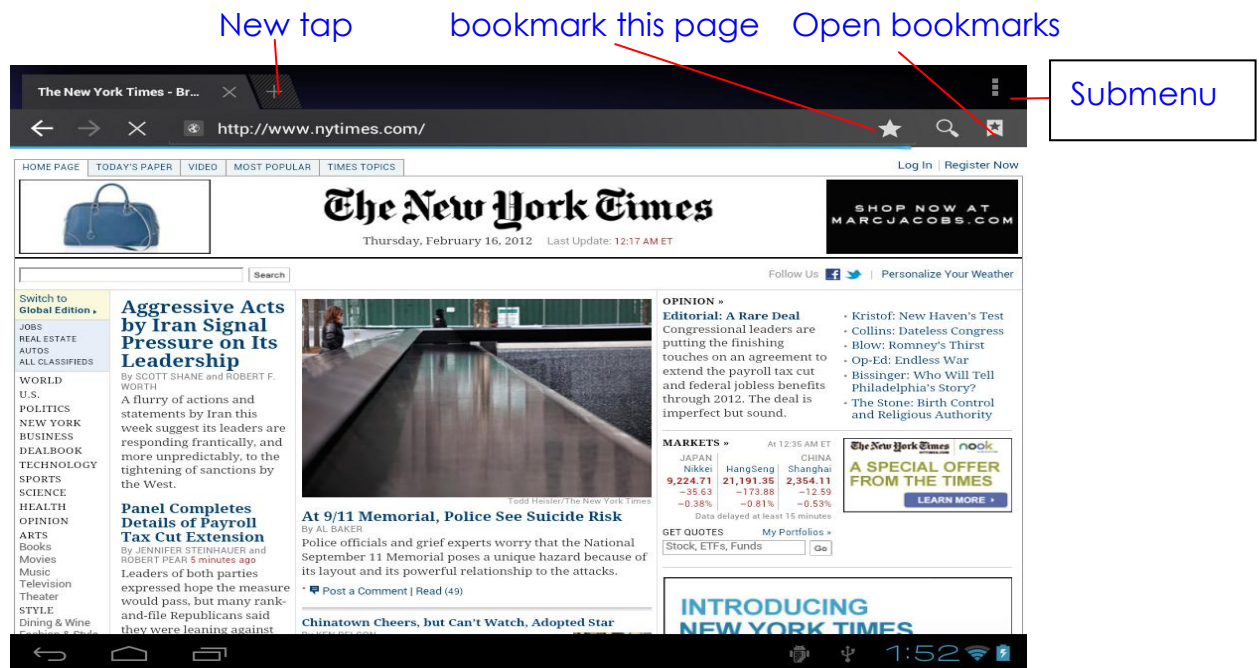 New tap
bookmark this page
Open bookmarks
Submenu
The New York Times - Br...
http://www.nytimes.com/
HOME PAGE
TODAY'S PAPER
VIDEO
MOST POPULAR
TIMES TOPICS
Log In | Register Now
The New York Times
Thursday, February 16, 2012 Last Update: 12:17 AM ET
SHOP NOW AT
MARCJACOBS.COM
Search
Follow Us
Personalize Your Weather
Switch to
Global Edition
JOBS
REAL ESTATE
AUTOS
ALL CLASSIFIEDS
WORLD
U.S.
POLITICS
NEW YORK
BUSINESS
DEALBOOK
TECHNOLOGY
SPORTS
SCIENCE
HEALTH
OPINION
ARTS
Books
Movies
Music
Television
Theater
STYLE
Dining & Wine
Fashion & Style
Aggressive Acts
by Iran Signal
Pressure on Its
Leadership
By SCOTT SHANE and ROBERT F.
WORTH
A flurry of actions and
statements by Iran this
week suggest its leaders are
responding frantically, and
more unpredictably, to the
tightening of sanctions by
the West.
Panel Completes
Details of Payroll
Tax Cut Extension
By JENNIFER STEINHAUER and
ROBERT PEAR 5 minutes ago
Leaders of both parties
expressed hope the measure
would pass, but many rank-
and-file Republicans said
they were leaning against
Todd Heisler/The New York Times
At 9/11 Memorial, Police See Suicide Risk
By AL BAKER
Police officials and grief experts worry that the National
September 11 Memorial poses a unique hazard because of
its layout and its powerful relationship to the attacks.
Post a Comment | Read (49)
Chinatown Cheers, but Can't Watch, Adopted Star
By KEN BELSON
OPINION »
Editorial: A Rare Deal
Congressional leaders are
putting the finishing
touches on an agreement to
extend the payroll tax cut
and federal jobless benefits
through 2012. The deal is
imperfect but sound.
· Kristof: New Haven's Test
· Collins: Dateless Congress
· Blow: Romney's Thirst
· Op-Ed: Endless War
· Bissinger: Who Will Tell
Philadelphia's Story?
· The Stone: Birth Control
and Religious Authority
MARKETS » At 12:35 AM ET
JAPAN CHINA
Nikkei HangSeng Shanghai
9,224.71 21,191.35 2,354.11
−35.63 −173.88 −12.59
−0.38% −0.81% −0.53%
Data delayed at least 15 minutes
GET QUOTES My Portfolios »
Stock, ETFs, Funds Go
The New York Times nook
A SPECIAL OFFER
FROM THE TIMES
LEARN MORE
INTRODUCING
NEW YORK TIMES
1:52